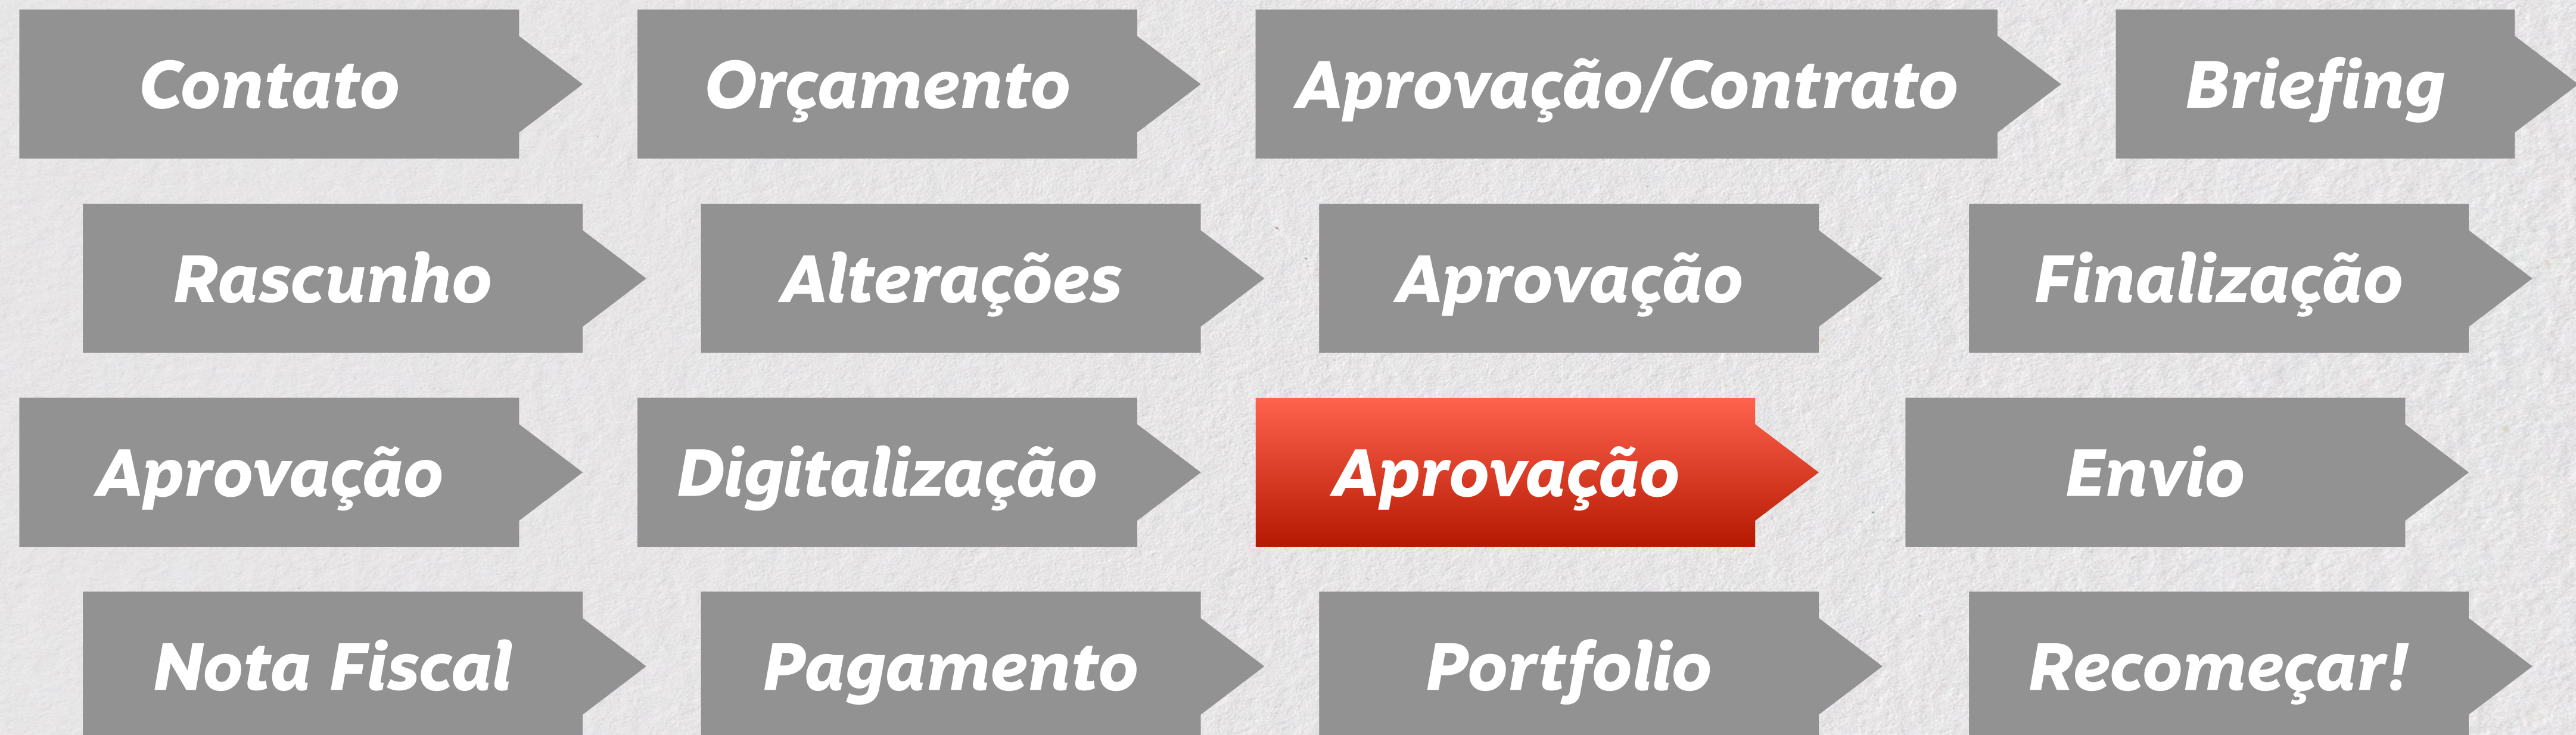 Contato
Orçamento
Aprovação/Contrato
Briefing
Rascunho
Alterações
Aprovação
Finalização
Aprovação
Digitalização
Aprovação
Envio
Nota Fiscal
Pagamento
Portfolio
Recomeçar!